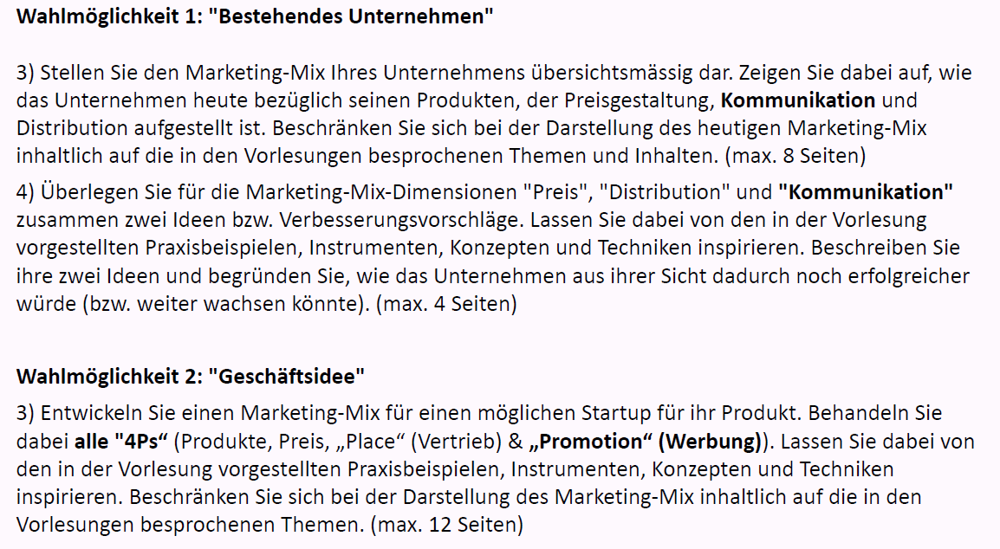 Wahlmöglichkeit 1: "Bestehendes Unternehmen"
3) Stellen Sie den Marketing-Mix Ihres Unternehmens übersichtsmässig dar. Zeigen Sie dabei auf, wie
das Unternehmen heute bezüglich seinen Produkten, der Preisgestaltung, Kommunikation und
Distribution aufgestellt ist. Beschränken Sie sich bei der Darstellung des heutigen Marketing-Mix
inhaltlich auf die in den Vorlesungen besprochenen Themen und Inhalten. (max. 8 Seiten)
4) Überlegen Sie für die Marketing-Mix-Dimensionen "Preis", "Distribution" und "Kommunikation"
zusammen zwei Ideen bzw. Verbesserungsvorschläge. Lassen Sie dabei von den in der Vorlesung
vorgestellten Praxisbeispielen, Instrumenten, Konzepten und Techniken inspirieren. Beschreiben Sie
ihre zwei Ideen und begründen Sie, wie das Unternehmen aus ihrer Sicht dadurch noch erfolgreicher
würde (bzw. weiter wachsen könnte). (max. 4 Seiten)
Wahlmöglichkeit 2: "Geschäftsidee"
3) Entwickeln Sie einen Marketing-Mix für einen möglichen Startup für ihr Produkt. Behandeln Sie
dabei alle "4Ps“ (Produkte, Preis, „Place“ (Vertrieb) & „Promotion“ (Werbung)). Lassen Sie dabei von
den in der Vorlesung vorgestellten Praxisbeispielen, Instrumenten, Konzepten und Techniken
inspirieren. Beschränken Sie sich bei der Darstellung des Marketing-Mix inhaltlich auf die in den
Vorlesungen besprochenen Themen. (max. 12 Seiten)